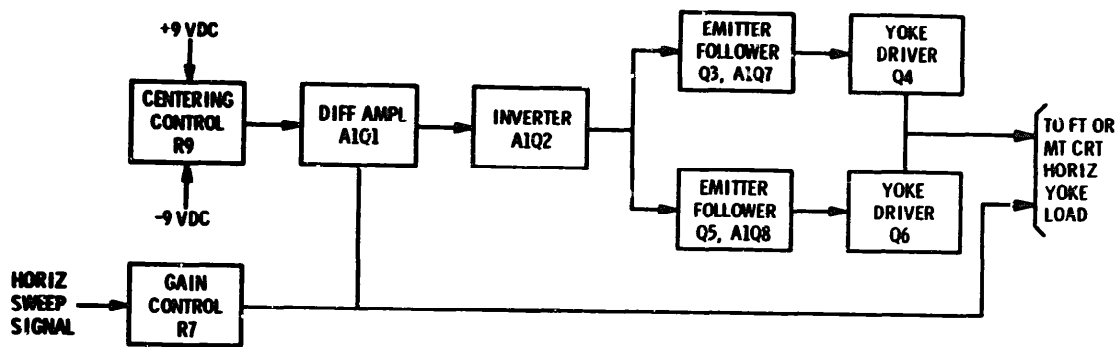 +9 VDC
CENTERING
CONTROL
R9
-9 VDC
HORIZ
SWEEP
SIGNAL
GAIN
CONTROL
R7
DIFF AMPL
A1Q1
INVERTER
A1Q2
EMITTER
FOLLOWER
Q3, A1Q7
YOKE
DRIVER
Q4
EMITTER
FOLLOWER
Q5, A1Q8
YOKE
DRIVER
Q6
TO FT OR
MT CRT
HORIZ
YOKE
LOAD